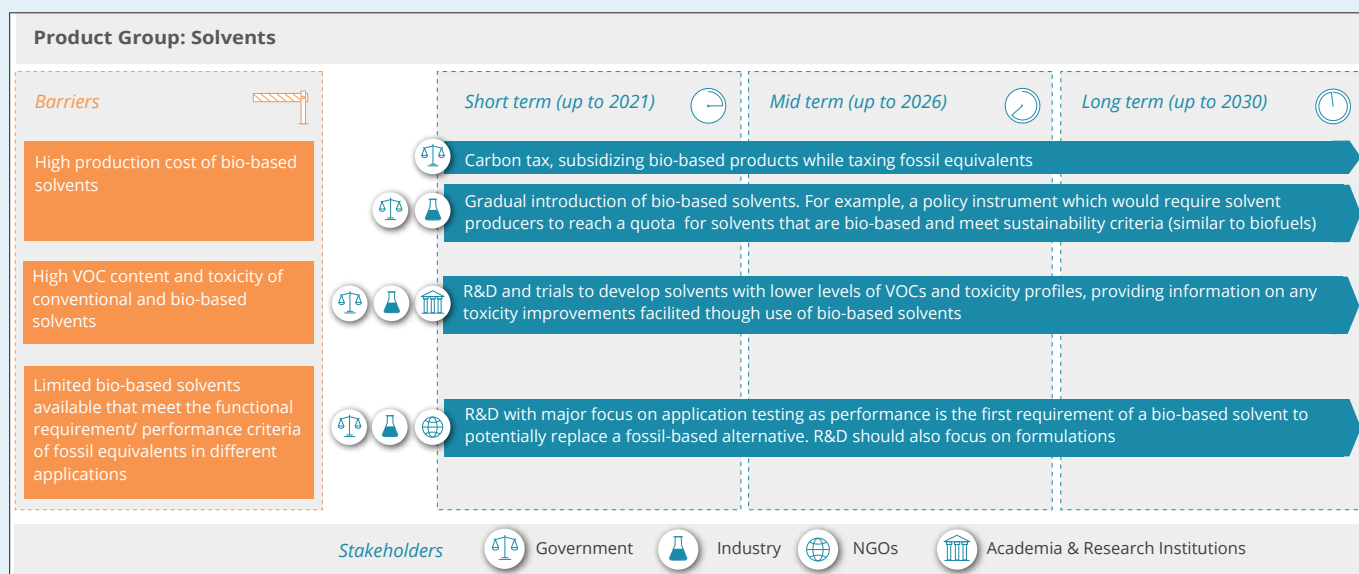 Product Group: Solvents
Barriers
Short term (up to 2021)
Mid term (up to 2026)
Long term (up to 2030)
High production cost of bio-based
solvents
Carbon tax, subsidizing bio-based products while taxing fossil equivalents
Gradual introduction of bio-based solvents. For example, a policy instrument which would require solvent
producers to reach a quota for solvents that are bio-based and meet sustainability criteria (similar to biofuels)
High VOC content and toxicity of
conventional and bio-based
solvents
R&D and trials to develop solvents with lower levels of VOCs and toxicity profiles, providing information on any
toxicity improvements facilited though use of bio-based solvents
Limited bio-based solvents
available that meet the functional
requirement/ performance criteria
of fossil equivalents in different
applications
R&D with major focus on application testing as performance is the first requirement of a bio-based solvent to
potentially replace a fossil-based alternative. R&D should also focus on formulations
Stakeholders
Government
Industry
NGOs
Academia & Research Institutions